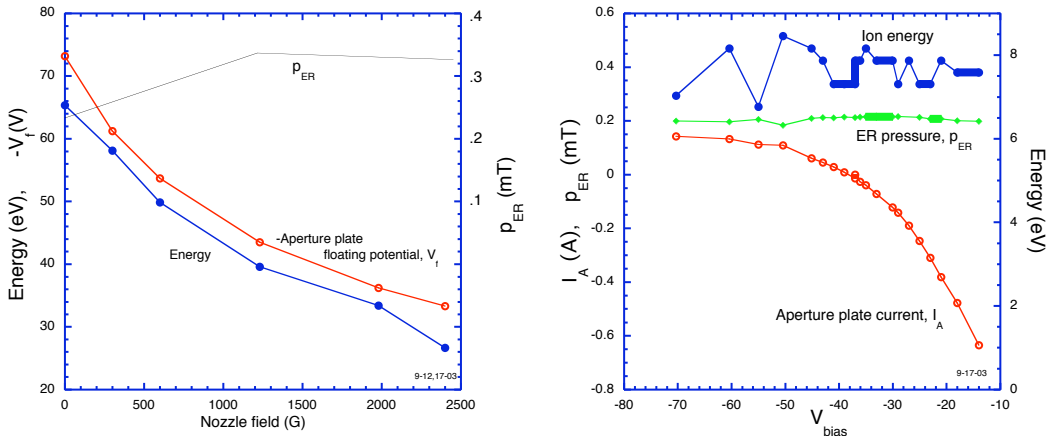 80
70
60
50
40
30
20
Energy (eV), -V_f(V)
.4
.3
.2
.1
p_ER (mT)
p_ER
-Aperture plate
floating potential, V_f
Energy
9-12,17-03
0 500 1000 1500 2000 2500
Nozzle field (G)
0.6
0.4
0.2
0
-0.2
-0.4
-0.6
-0.8
I_A (A), p_ER (mT)
8
6
4
2
0
Energy (eV)
Ion energy
ER pressure, p_ER
Aperture plate current, I_A
9-17-03
-80 -70 -60 -50 -40 -30 -20 -10
V_bias